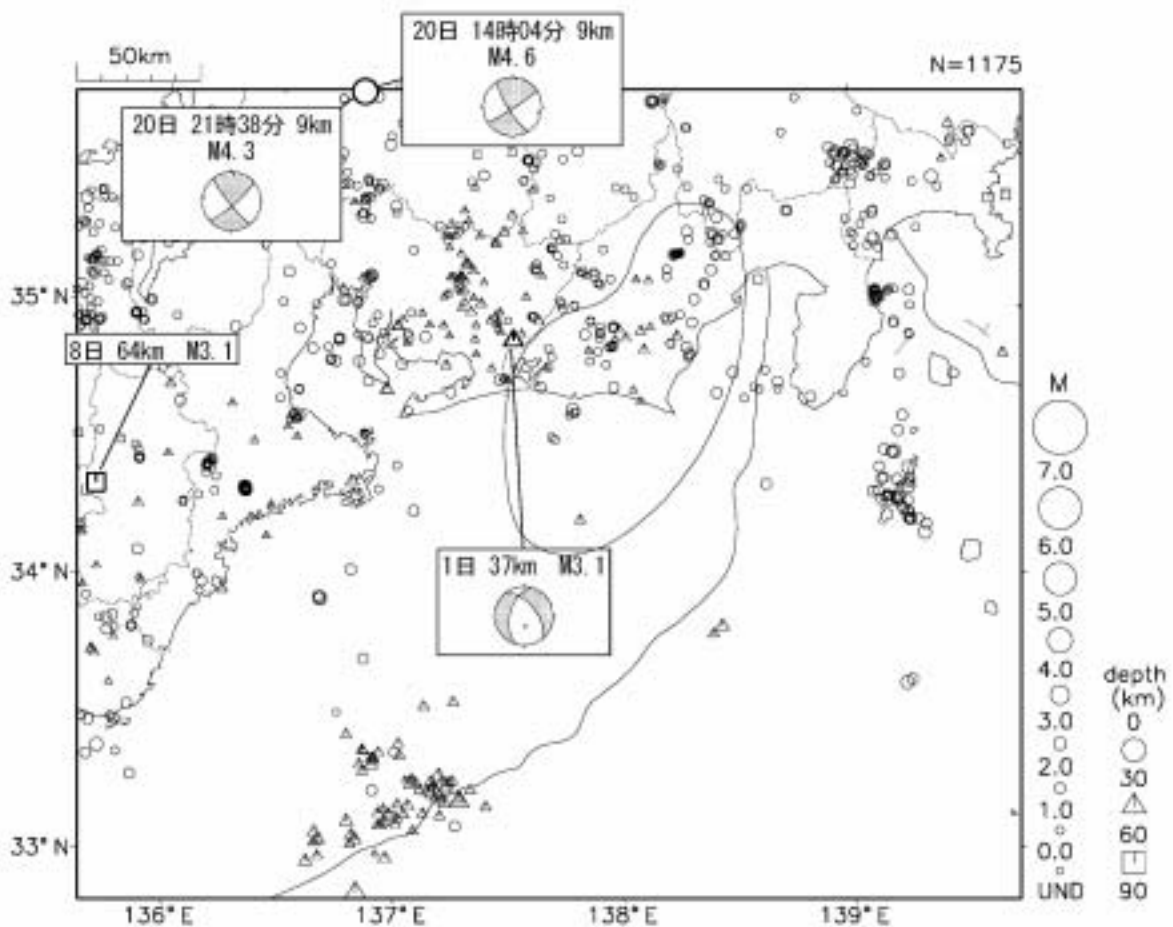 50km
N=1175
20日 14時04分 9km
M4.6
20日 21時38分 9km
M4.3
8日 64km M3.1
1日 37km M3.1
35°N
34°N
33°N
136°E
137°E
138°E
139°E
M
7.0
6.0
5.0
4.0
3.0
2.0
1.0
0.0
UND
depth
(km)
0
30
60
90